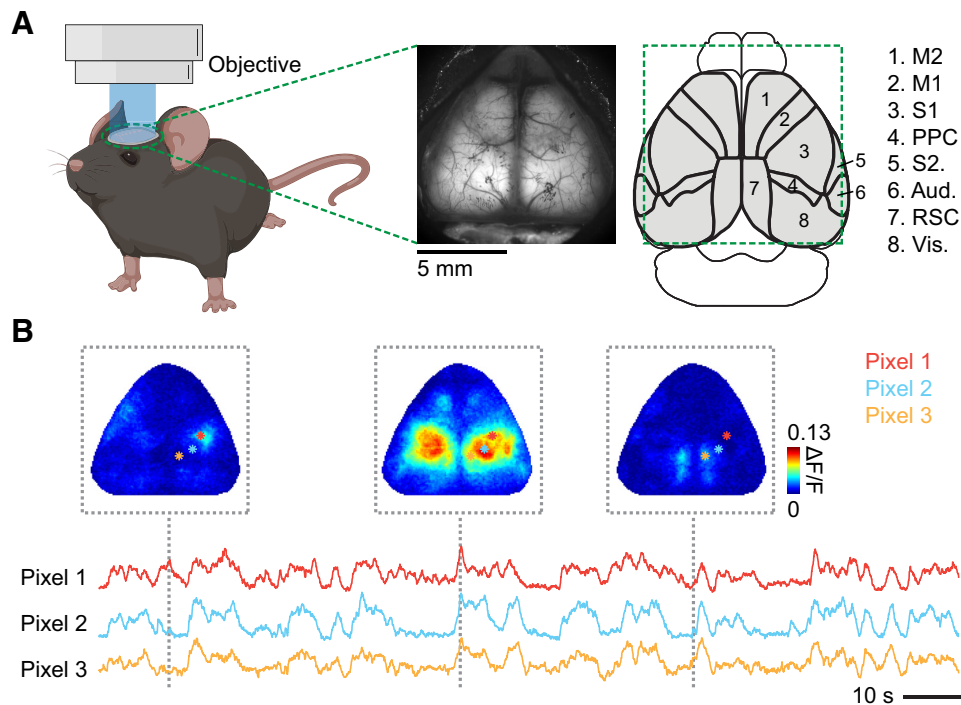 A
Objective
5 mm
1
2
3
4
5
6
7
8
1. M2
2. M1
3. S1
4. PPC
5. S2.
6. Aud.
7. RSC
8. Vis.
B
Pixel 1
Pixel 2
Pixel 3
0.13
ΔF/F
0
Pixel 1
Pixel 2
Pixel 3
10 s